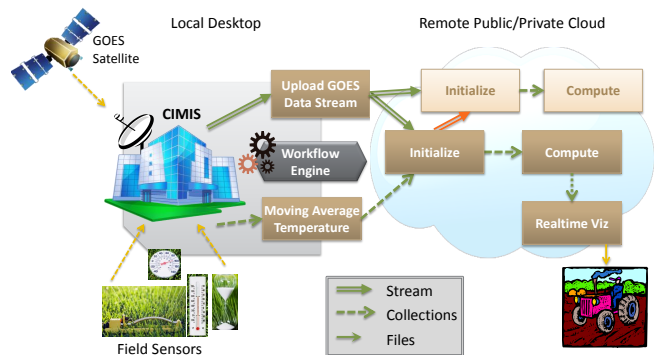 Local Desktop
Remote Public/Private Cloud
GOES
Satellite
CIMIS
Upload GOES
Data Stream
Initialize
Compute
Workflow
Engine
Initialize
Compute
Moving Average
Temperature
Realtime Viz
Stream
Collections
Files
Field Sensors